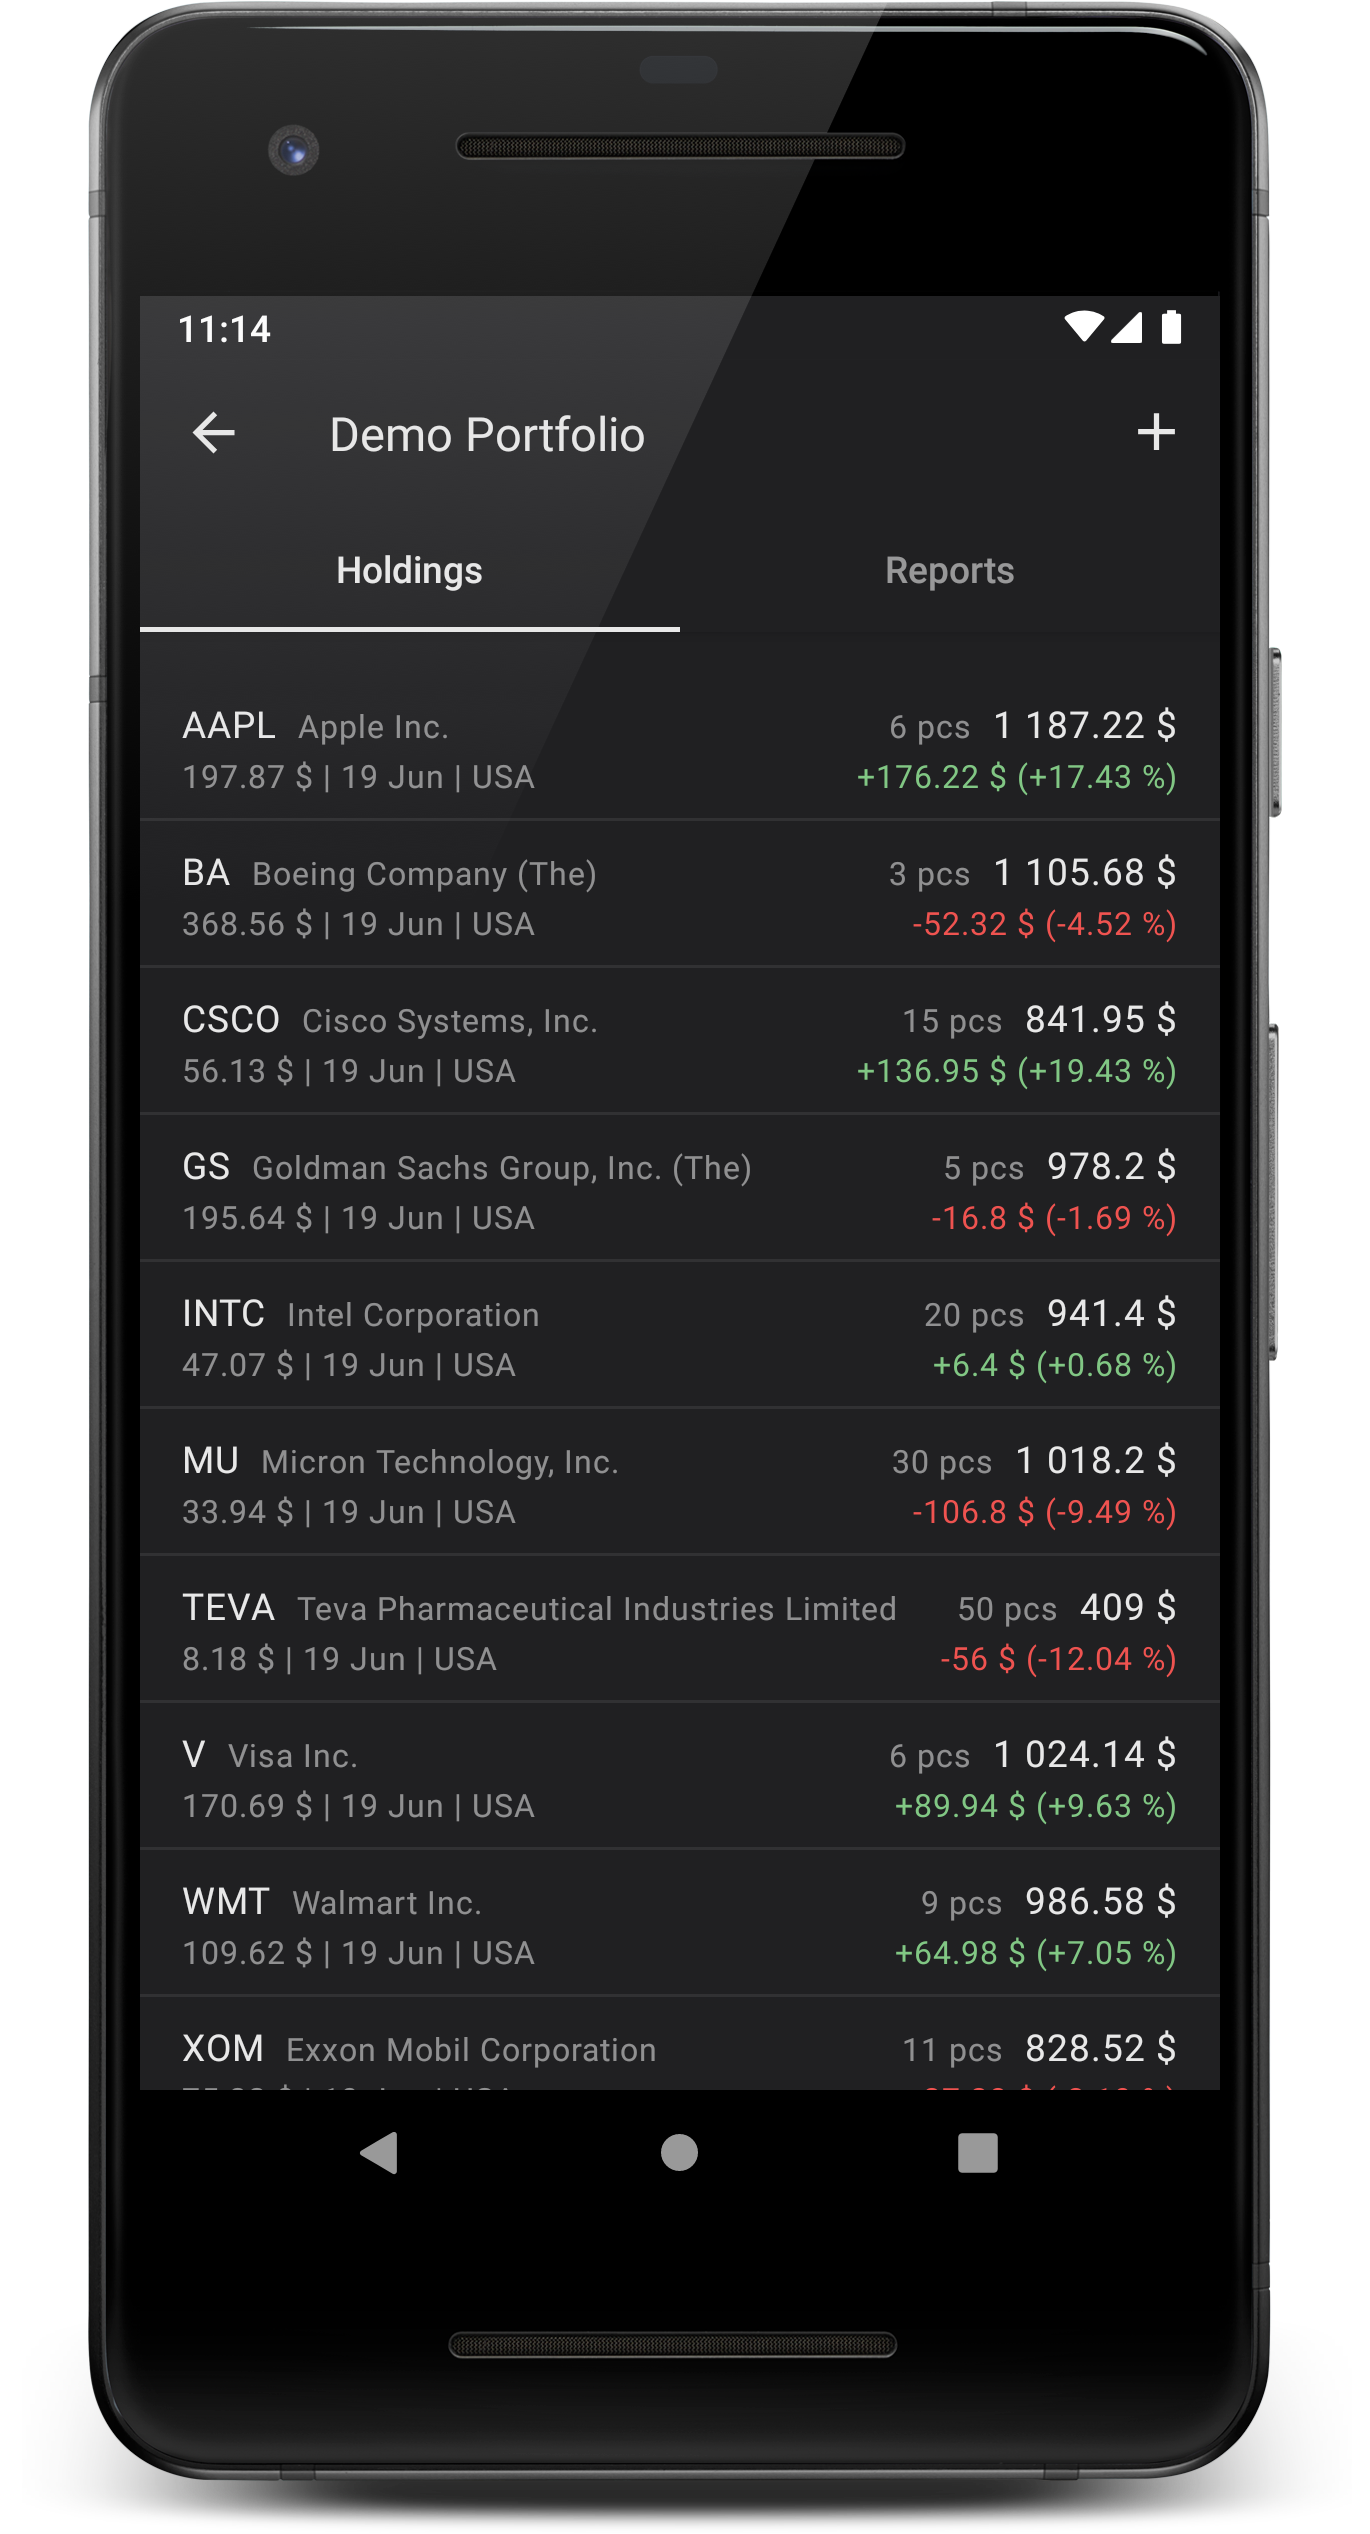 11:14
Demo Portfolio
Holdings Reports
AAPL Apple Inc. 6 pcs 1 187.22 $
197.87 $ | 19 Jun | USA +176.22 $ (+17.43 %)
BA Boeing Company (The) 3 pcs 1 105.68 $
368.56 $ | 19 Jun | USA -52.32 $ (-4.52 %)
CSCO Cisco Systems, Inc. 15 pcs 841.95 $
56.13 $ | 19 Jun | USA +136.95 $ (+19.43 %)
GS Goldman Sachs Group, Inc. (The) 5 pcs 978.2 $
195.64 $ | 19 Jun | USA -16.8 $ (-1.69 %)
INTC Intel Corporation 20 pcs 941.4 $
47.07 $ | 19 Jun | USA +6.4 $ (+0.68 %)
MU Micron Technology, Inc. 30 pcs 1 018.2 $
33.94 $ | 19 Jun | USA -106.8 $ (-9.49 %)
TEVA Teva Pharmaceutical Industries Limited 50 pcs 409 $
8.18 $ | 19 Jun | USA -56 $ (-12.04 %)
V Visa Inc. 6 pcs 1 024.14 $
170.69 $ | 19 Jun | USA +89.94 $ (+9.63 %)
WMT Walmart Inc. 9 pcs 986.58 $
109.62 $ | 19 Jun | USA +64.98 $ (+7.05 %)
XOM Exxon Mobil Corporation 11 pcs 828.52 $